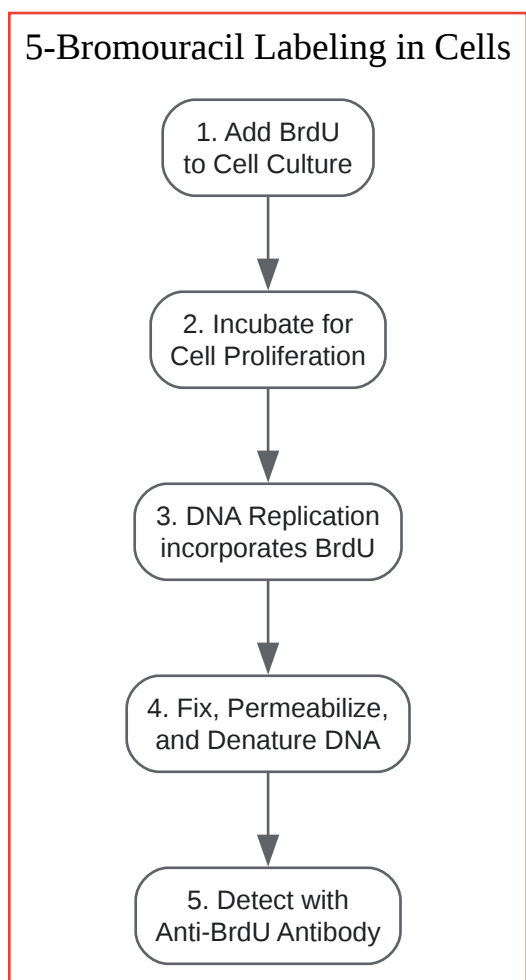 5-Bromouracil Labeling in Cells
1. Add BrdU
to Cell Culture
2. Incubate for
Cell Proliferation
3. DNA Replication
incorporates BrdU
4. Fix, Permeabilize,
and Denature DNA
5. Detect with
Anti-BrdU Antibody